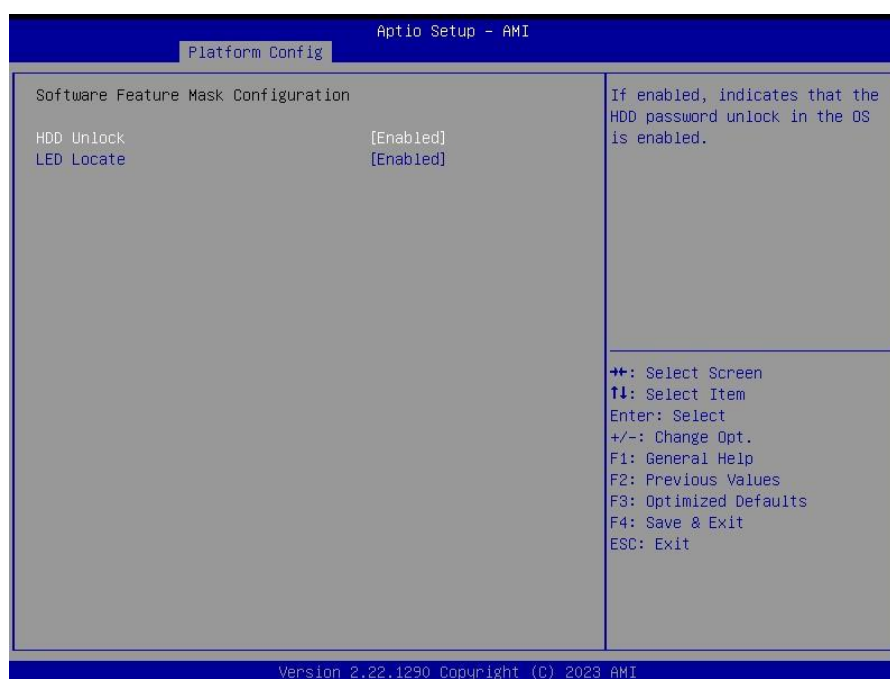 Aptio Setup – AMI
Platform Config
Software Feature Mask Configuration
HDD Unlock [Enabled]
LED Locate [Enabled]
If enabled, indicates that the
HDD password unlock in the OS
is enabled.
→←: Select Screen
↑↓: Select Item
Enter: Select
+/-: Change Opt.
F1: General Help
F2: Previous Values
F3: Optimized Defaults
F4: Save & Exit
ESC: Exit
Version 2.22.1290 Copyright (C) 2023 AMI